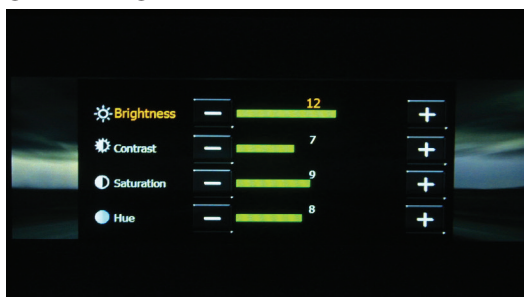 Brightness − 12 +
Contrast − 7 +
Saturation − 9 +
Hue − 8 +